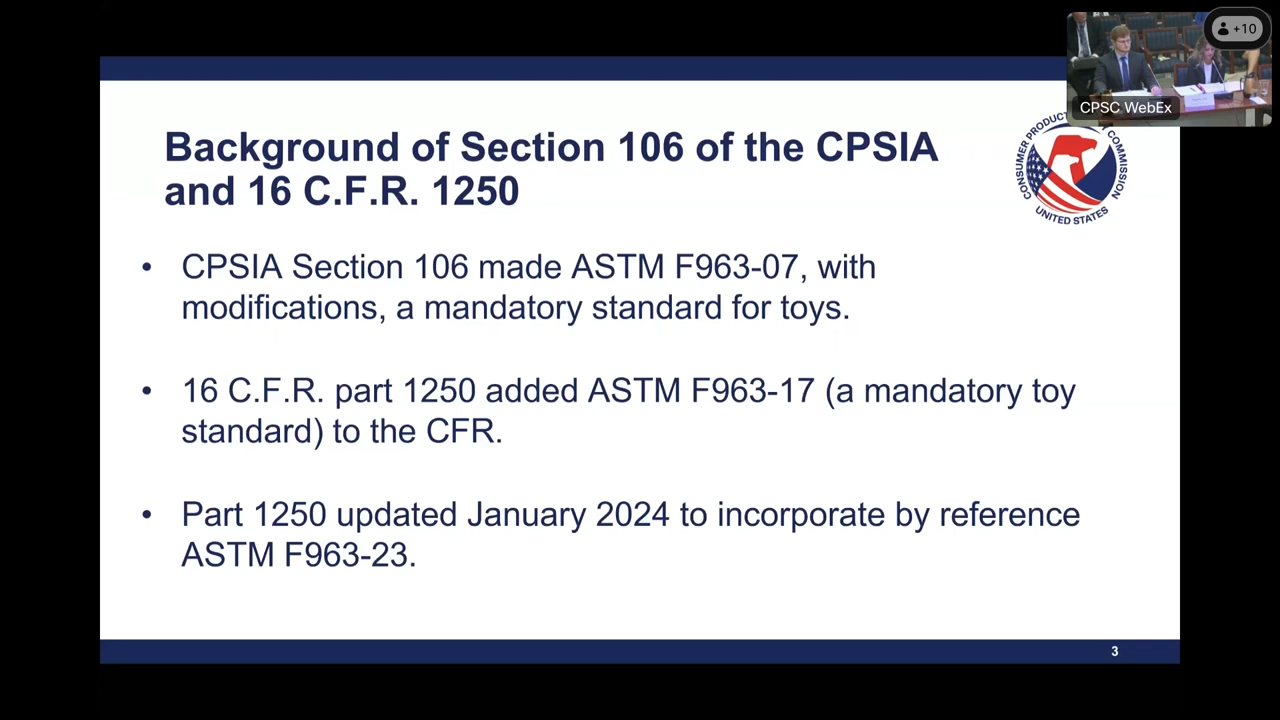 +10
CPSC WebEx
Background of Section 106 of the CPSIA
and 16 C.F.R. 1250
CONSUMER PRODUCT COMMISSION
UNITED STATES
• CPSIA Section 106 made ASTM F963-07, with
modifications, a mandatory standard for toys.
• 16 C.F.R. part 1250 added ASTM F963-17 (a mandatory toy
standard) to the CFR.
• Part 1250 updated January 2024 to incorporate by reference
ASTM F963-23.
3